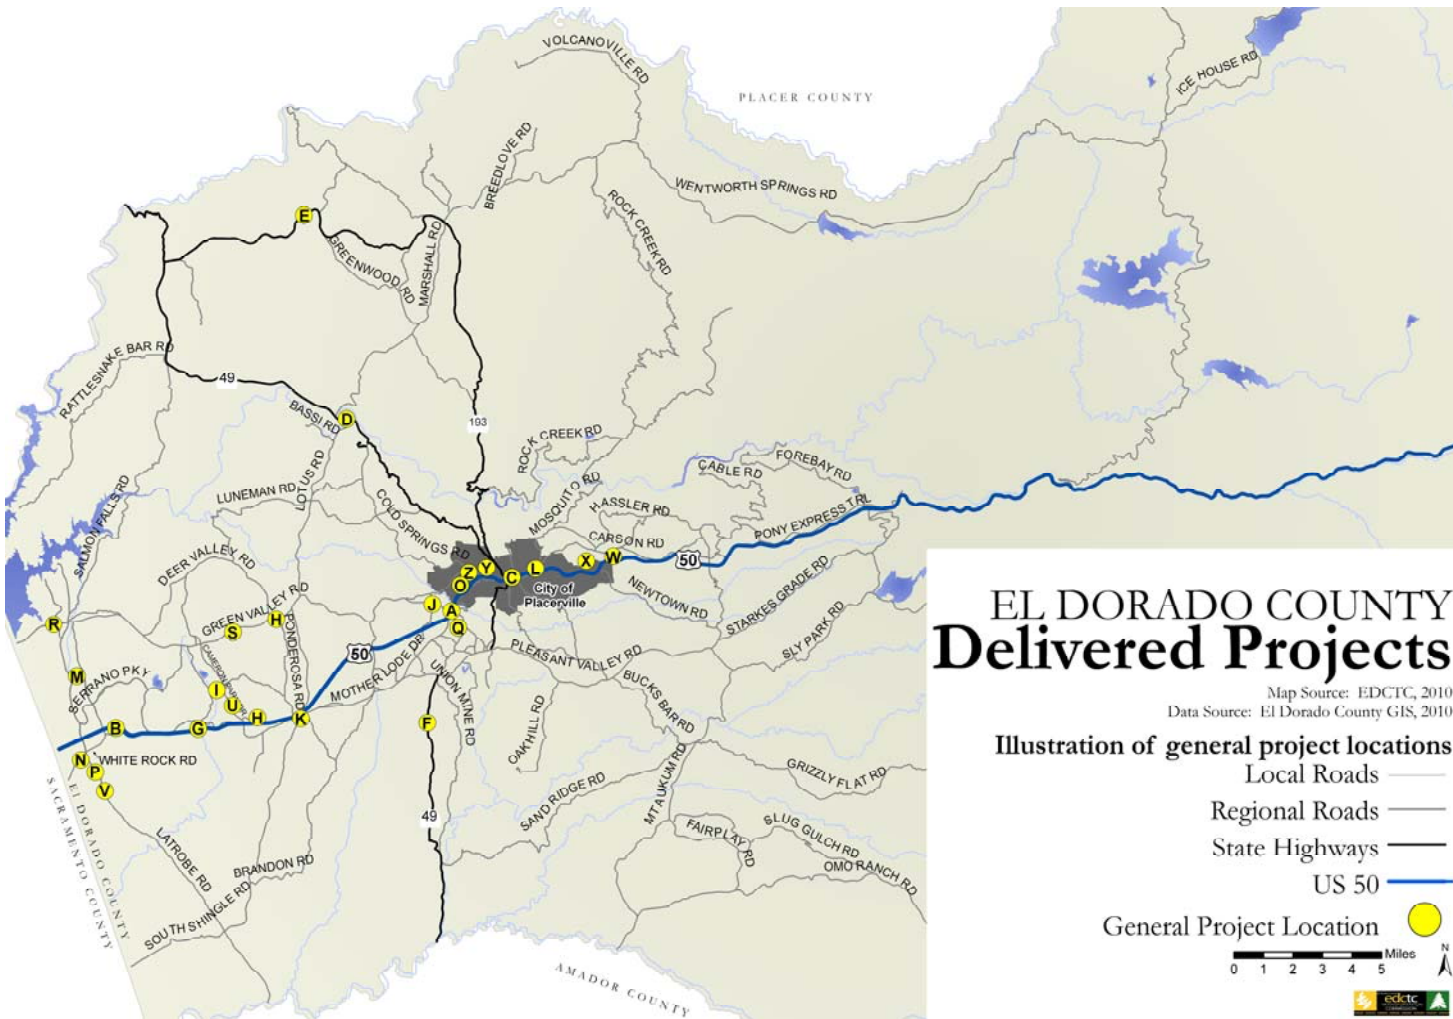 VOLCANOVILLE RD
ICE HOUSE RD
PLACER COUNTY
BREEDLOVE RD
WENTWORTH SPRINGS RD
ROCK CREEK RD
E
GREENWOOD RD
MARSHALL RD
RATTLESNAKE BAR RD
49
BASSI RD
D
193
ROCK CREEK RD
LOTUS RD
LUNEMAN RD
COLD SPRINGS RD
MOSQUITO RD
HASSLER RD
CABLE RD
FOREBAY RD
PONY EXPRESS TRL
CARSON RD
50
SALMON FALLS RD
DEER VALLEY RD
GREEN VALLEY RD
Z
Y
O
C
L
X
W
City of
Placerville
NEWTOWN RD
STARKES GRADE RD
SLY PARK RD
R
S
H
PONDEROSA RD
J
A
Q
50
MOTHER LODE DR
PLEASANT VALLEY RD
M
SERRANO PKY
I
U
B
G
H
K
UNION MINE RD
F
OAK HILL RD
BUCKS BAR RD
N
WHITE ROCK RD
P
V
MT AUKUM RD
GRIZZLY FLAT RD
SAND RIDGE RD
49
FAIRPLAY RD
SLUG GULCH RD
OMO RANCH RD
LATROBE RD
BRANDON RD
SOUTH SHINGLE RD
El DORADO COUNTY
SACRAMENTO COUNTY
AMADOR COUNTY
EL DORADO COUNTY
Delivered Projects
Map Source: EDCTC, 2010
Data Source: El Dorado County GIS, 2010
Illustration of general project locations
Local Roads
Regional Roads
State Highways
US 50
General Project Location
0 1 2 3 4 5 Miles
N
edctc